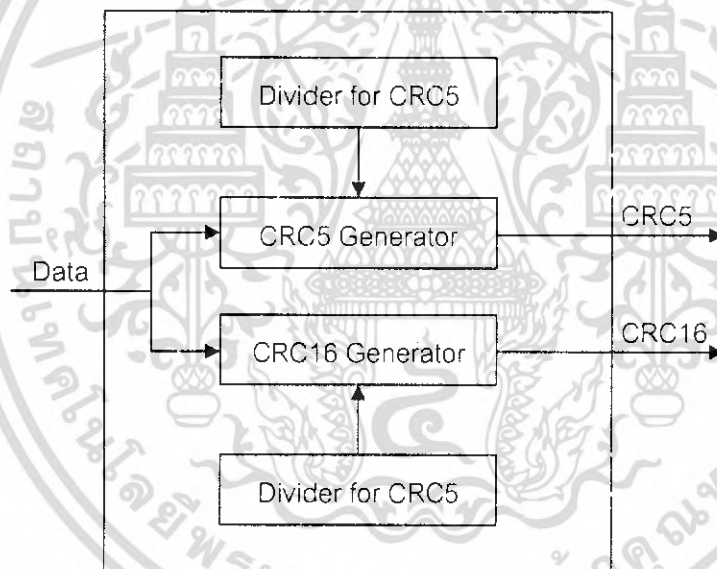 Divider for CRC5
CRC5 Generator
CRC5
Data
CRC16 Generator
CRC16
Divider for CRC5